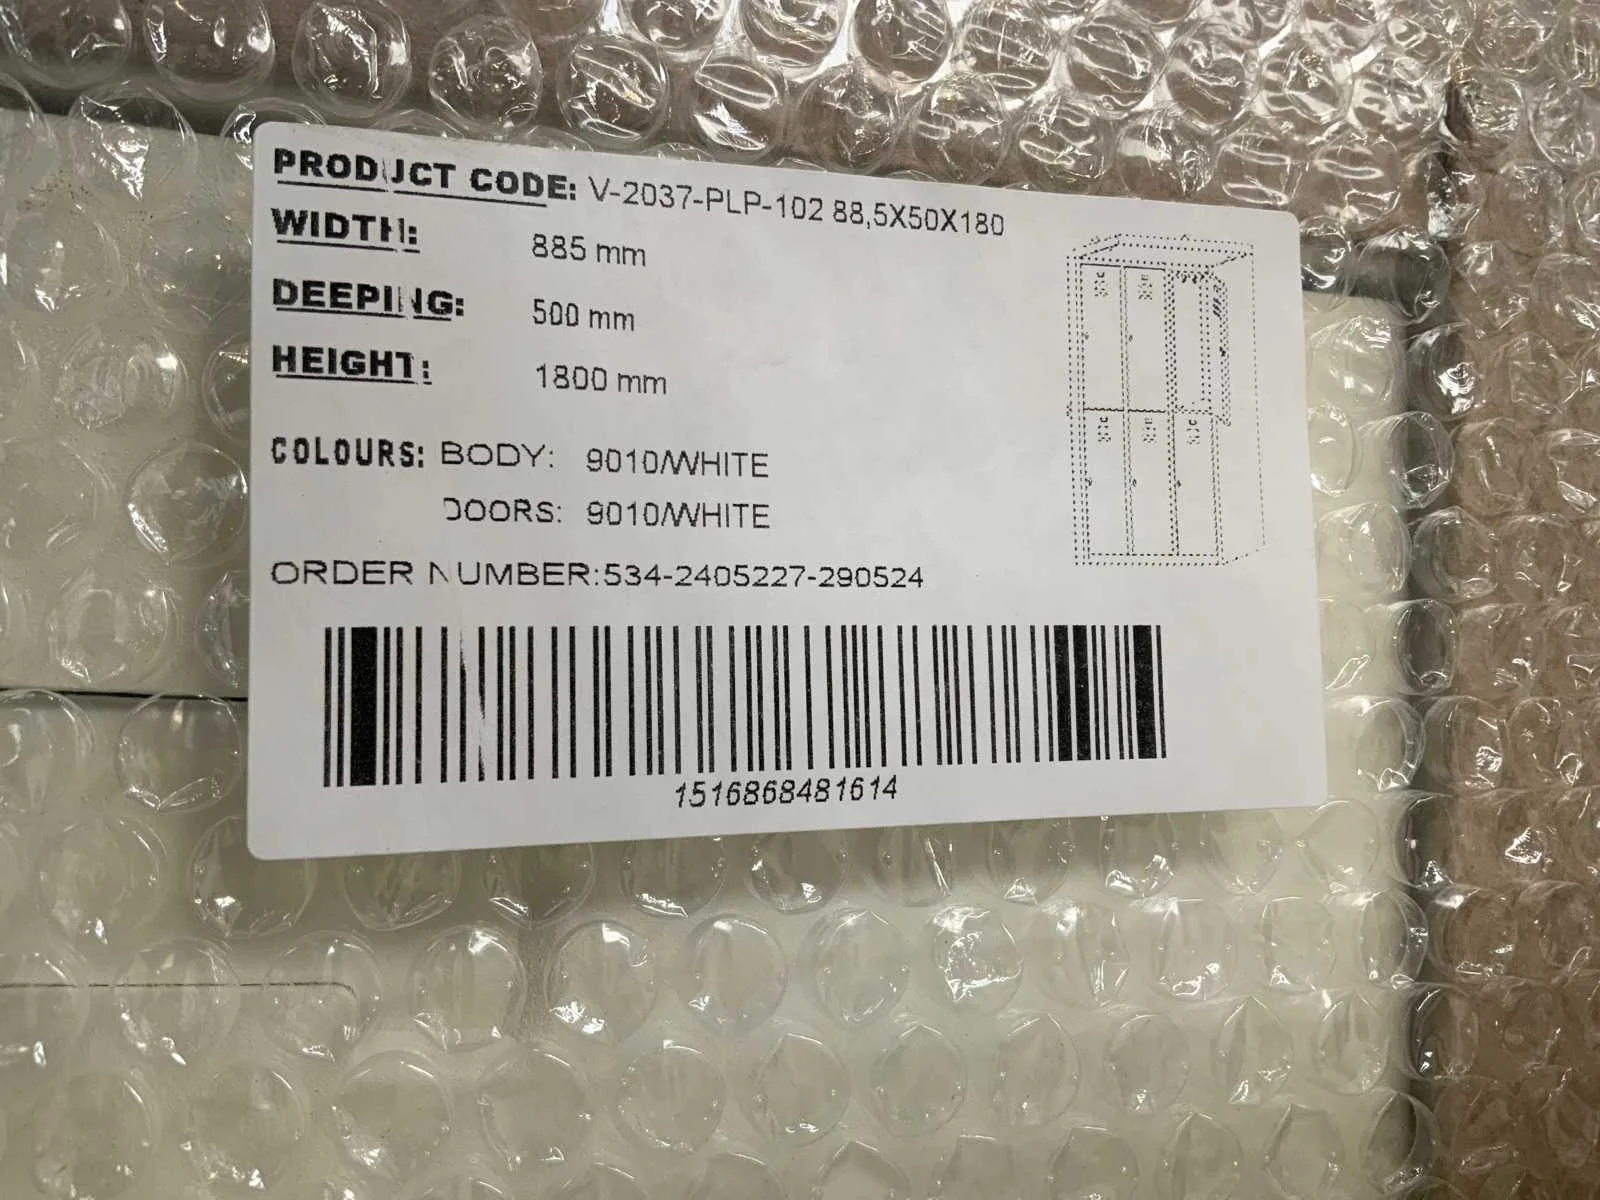 PRODUCT CODE: V-2037-PLP-102 88,5X50X180
WIDTH: 885 mm
DEEPING: 500 mm
HEIGHT: 1800 mm
COLOURS: BODY: 9010/WHITE
DOORS: 9010/WHITE
ORDER NUMBER:534-2405227-290524
1516868481614